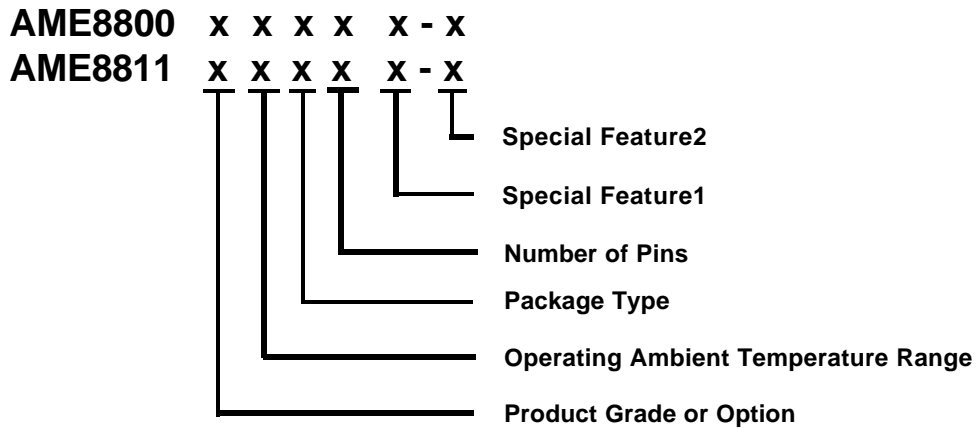 AME8800 x x x x x - x
AME8811 x x x x x - x
Special Feature2
Special Feature1
Number of Pins
Package Type
Operating Ambient Temperature Range
Product Grade or Option